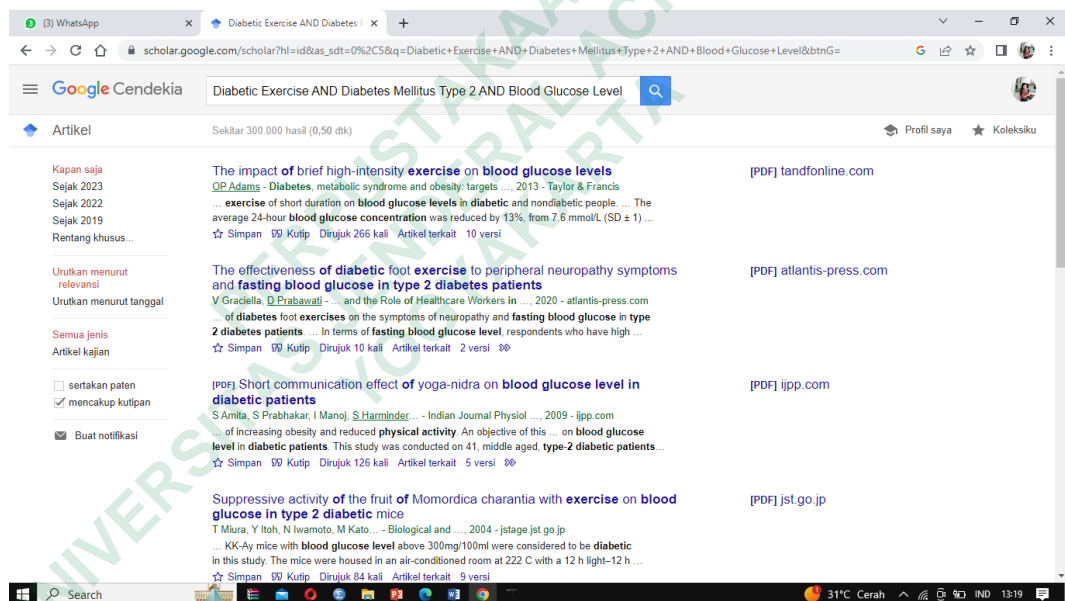 (3) WhatsApp
Diabetic Exercise AND Diabetes M
scholar.google.com/scholar?hl=id&as_sdt=0%2C5&q=Diabetic+Exercise+AND+Diabetes+Mellitus+Type+2+AND+Blood+Glucose+Level&btnG=
Google Cendekia
Diabetic Exercise AND Diabetes Mellitus Type 2 AND Blood Glucose Level
Artikel
Sekitar 300.000 hasil (0,50 dtk)
Profil saya
Koleksiku
Kapan saja
Sejak 2023
Sejak 2022
Sejak 2019
Rentang khusus...
Urutkan menurut
relevansi
Urutkan menurut tanggal
Semua jenis
Artikel kajian
sertakan paten
mencakup kutipan
Buat notifikasi
The impact of brief high-intensity exercise on blood glucose levels
[PDF] tandfonline.com
OP Adams - Diabetes, metabolic syndrome and obesity: targets ..., 2013 - Taylor & Francis
... exercise of short duration on blood glucose levels in diabetic and nondiabetic people. ... The
average 24-hour blood glucose concentration was reduced by 13%, from 7.6 mmol/L (SD ± 1) ...
Simpan Kutip Dirujuk 266 kali Artikel terkait 10 versi
The effectiveness of diabetic foot exercise to peripheral neuropathy symptoms
and fasting blood glucose in type 2 diabetes patients
[PDF] atlantis-press.com
V Graciella, D Prabawati - ... and the Role of Healthcare Workers in ..., 2020 - atlantis-press.com
... of diabetes foot exercises on the symptoms of neuropathy and fasting blood glucose in type
2 diabetes patients. ... In terms of fasting blood glucose level, respondents who have high ...
Simpan Kutip Dirujuk 10 kali Artikel terkait 2 versi
[PDF] Short communication effect of yoga-nidra on blood glucose level in
diabetic patients
[PDF] ijpp.com
S Amita, S Prabhakar, I Manoj, S Harminder... - Indian Journal Physiol ..., 2009 - ijpp.com
... of increasing obesity and reduced physical activity. An objective of this ... on blood glucose
level in diabetic patients. This study was conducted on 41, middle aged, type-2 diabetic patients...
Simpan Kutip Dirujuk 126 kali Artikel terkait 5 versi
Suppressive activity of the fruit of Momordica charantia with exercise on blood
glucose in type 2 diabetic mice
[PDF] jst.go.jp
T Miura, Y Itoh, N Iwamoto, M Kato... - Biological and ..., 2004 - jstage.jst.go.jp
... KK-Ay mice with blood glucose level above 300mg/100ml were considered to be diabetic
in this study. The mice were housed in an air-conditioned room at 222 C with a 12 h light–12 h ...
Simpan Kutip Dirujuk 84 kali Artikel terkait 9 versi
Search
31°C Cerah
IND
13:19